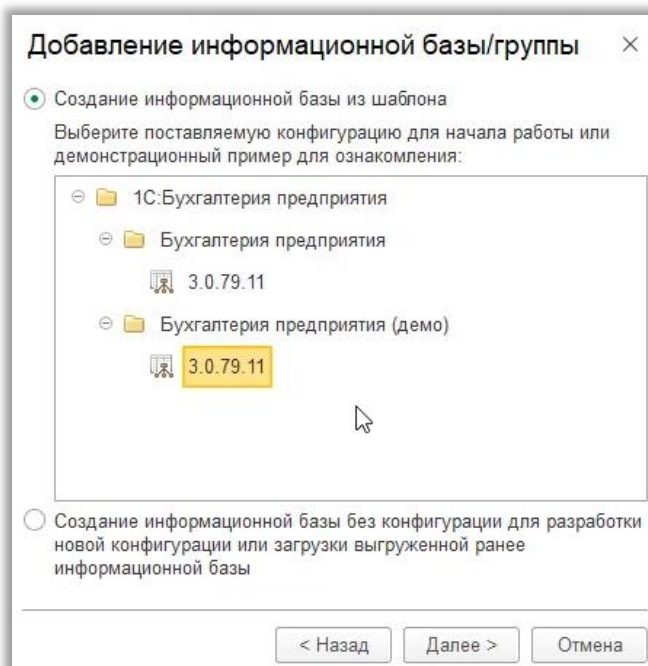 Добавление информационной базы/группы
Создание информационной базы из шаблона
Выберите поставляемую конфигурацию для начала работы или
демонстрационный пример для ознакомления:
1С:Бухгалтерия предприятия
Бухгалтерия предприятия
3.0.79.11
Бухгалтерия предприятия (демо)
3.0.79.11
Создание информационной базы без конфигурации для разработки
новой конфигурации или загрузки выгруженной ранее
информационной базы
< Назад Далее > Отмена